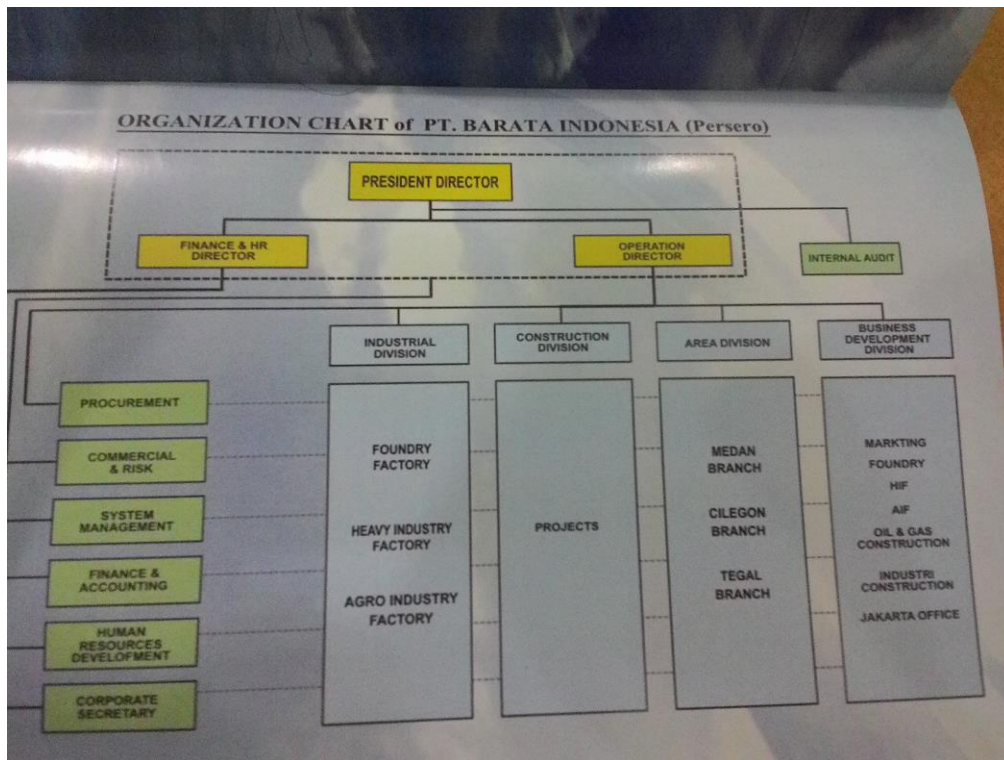 ORGANIZATION CHART of PT. BARATA INDONESIA (Persero)
PRESIDENT DIRECTOR
FINANCE & HR
DIRECTOR
OPERATION
DIRECTOR
INTERNAL AUDIT
INDUSTRIAL
DIVISION
CONSTRUCTION
DIVISION
AREA DIVISION
BUSINESS
DEVELOPMENT
DIVISION
PROCUREMENT
COMMERCIAL
& RISK
SYSTEM
MANAGEMENT
FINANCE &
ACCOUNTING
HUMAN
RESOURCES
DEVELOFMENT
CORPORATE
SECRETARY
FOUNDRY
FACTORY
HEAVY INDUSTRY
FACTORY
AGRO INDUSTRY
FACTORY
PROJECTS
MEDAN
BRANCH
CILEGON
BRANCH
TEGAL
BRANCH
MARKTING
FOUNDRY
HIF
AIF
OIL & GAS
CONSTRUCTION
INDUSTRI
CONSTRUCTION
JAKARTA OFFICE